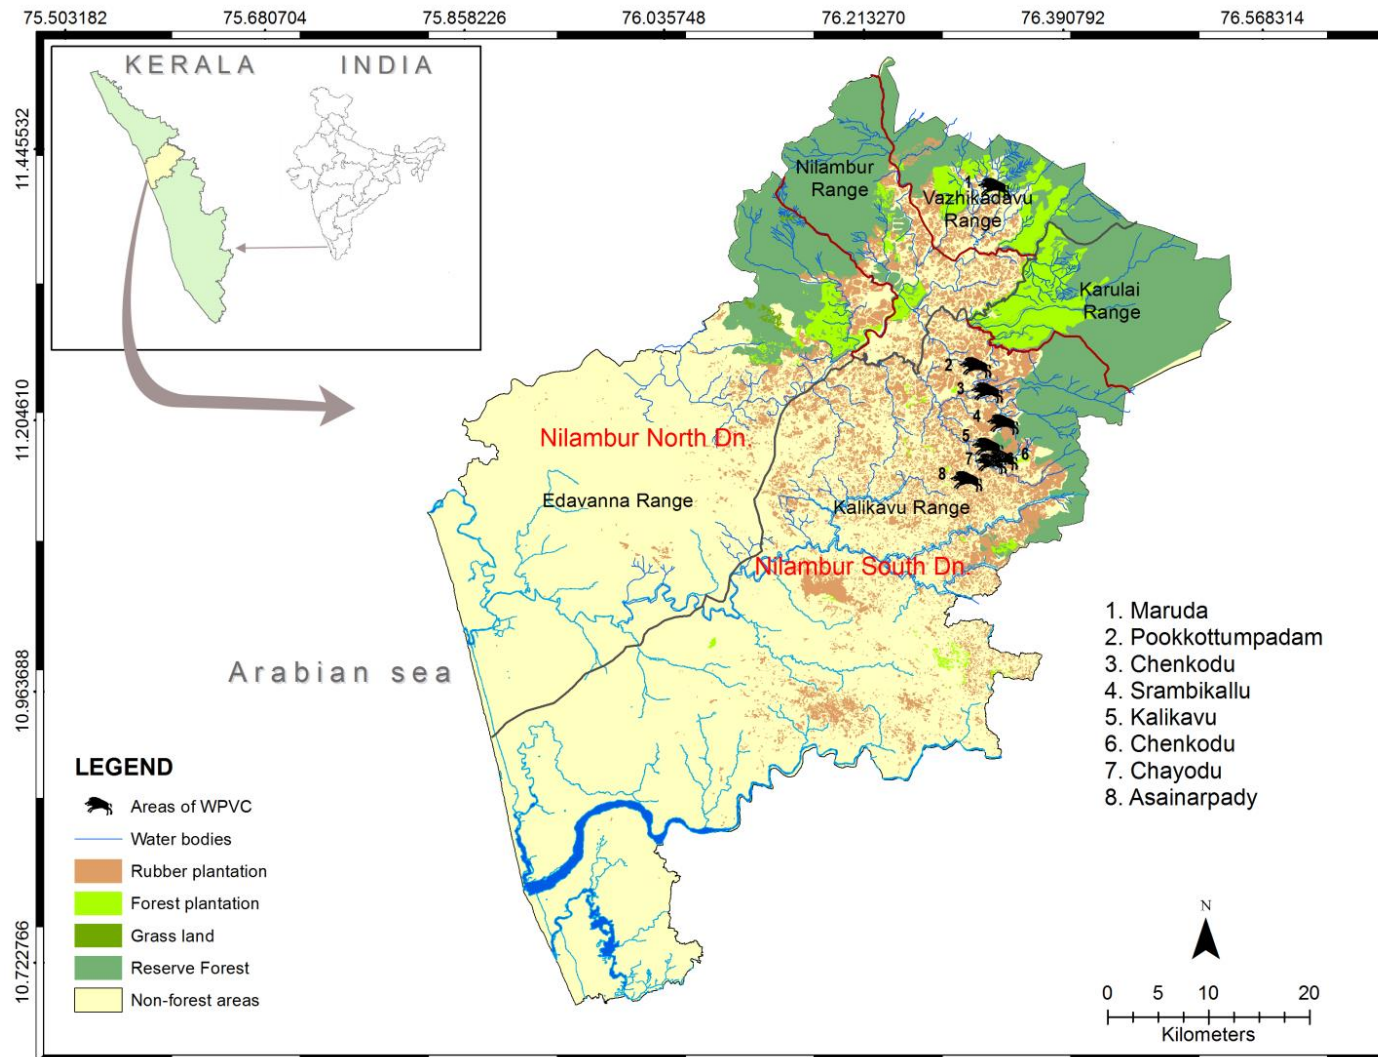 75.503182 75.680704 75.858226 76.035748 76.213270 76.390792 76.568314
11.445532
11.204610
10.963688
10.722766
KERALA
INDIA
Nilambur
Range
1
Vazhikadavu
Range
Karulai
Range
2
3
4
5
6
7
8
Nilambur North Dn.
Edavanna Range
Kalikavu Range
Nilambur South Dn.
Arabian sea
1. Maruda
2. Pookkottumpadam
3. Chenkodu
4. Srambikallu
5. Kalikavu
6. Chenkodu
7. Chayodu
8. Asainarpady
LEGEND
Areas of WPVC
Water bodies
Rubber plantation
Forest plantation
Grass land
Reserve Forest
Non-forest areas
N
0 5 10 20
Kilometers